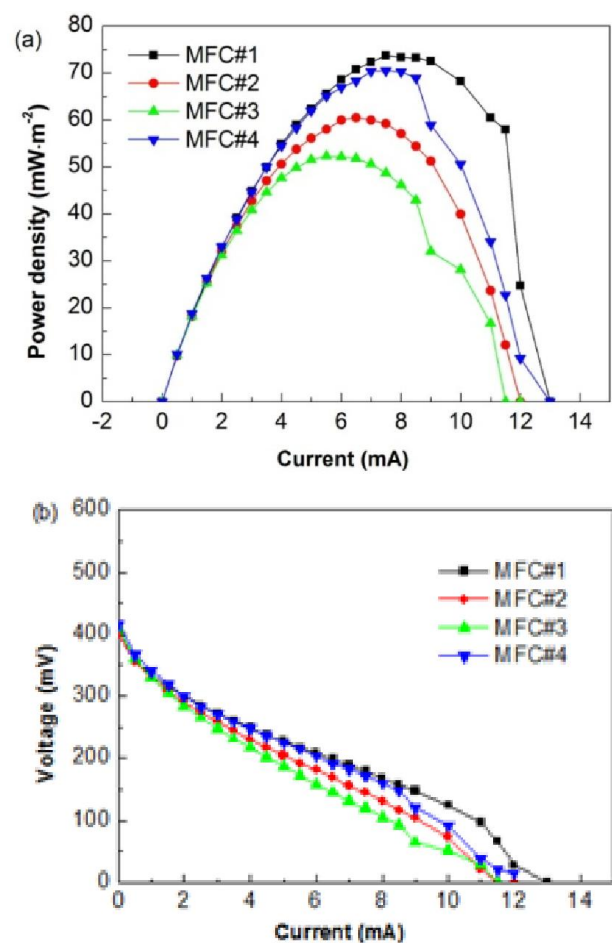 (a)
80
70
60
50
40
30
20
10
0
Power density (mW·m-2)
MFC#1
MFC#2
MFC#3
MFC#4
-2 0 2 4 6 8 10 12 14
Current (mA)
(b)
600
500
400
300
200
100
0
Voltage (mV)
MFC#1
MFC#2
MFC#3
MFC#4
0 2 4 6 8 10 12 14
Current (mA)